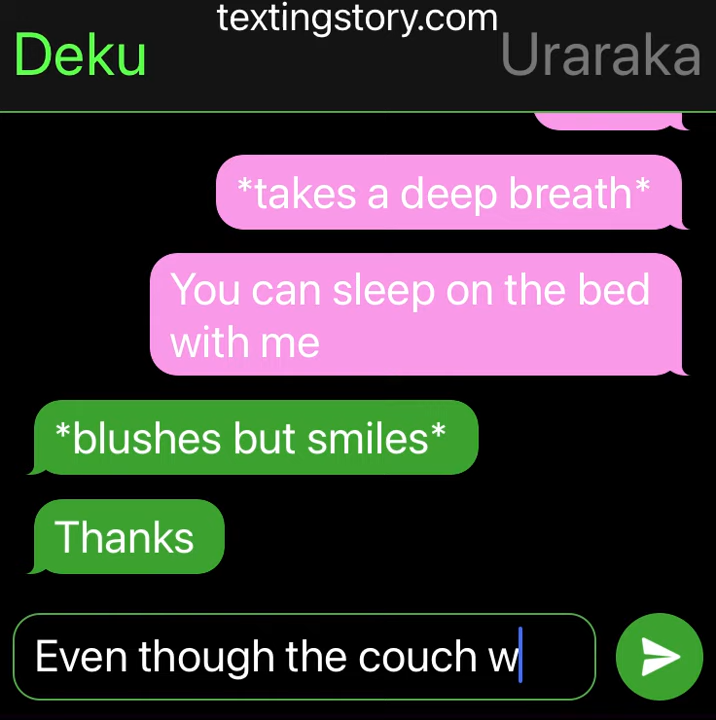 textingstory.com
Deku
Uraraka
*takes a deep breath*
You can sleep on the bed
with me
*blushes but smiles*
Thanks
Even though the couch w